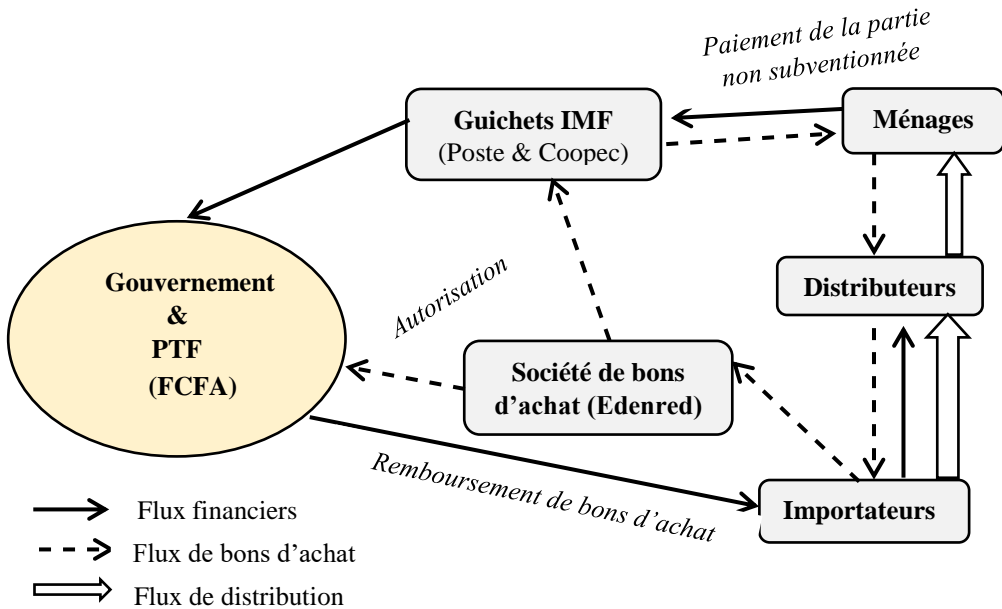 Paiement de la partie
non subventionnée
Guichets IMF
(Poste & Coopec)
Ménages
Gouvernement
&
PTF
(FCFA)
Autorisation
Distributeurs
Société de bons
d’achat (Edenred)
Remboursement de bons d’achat
Importateurs
Flux financiers
Flux de bons d’achat
Flux de distribution